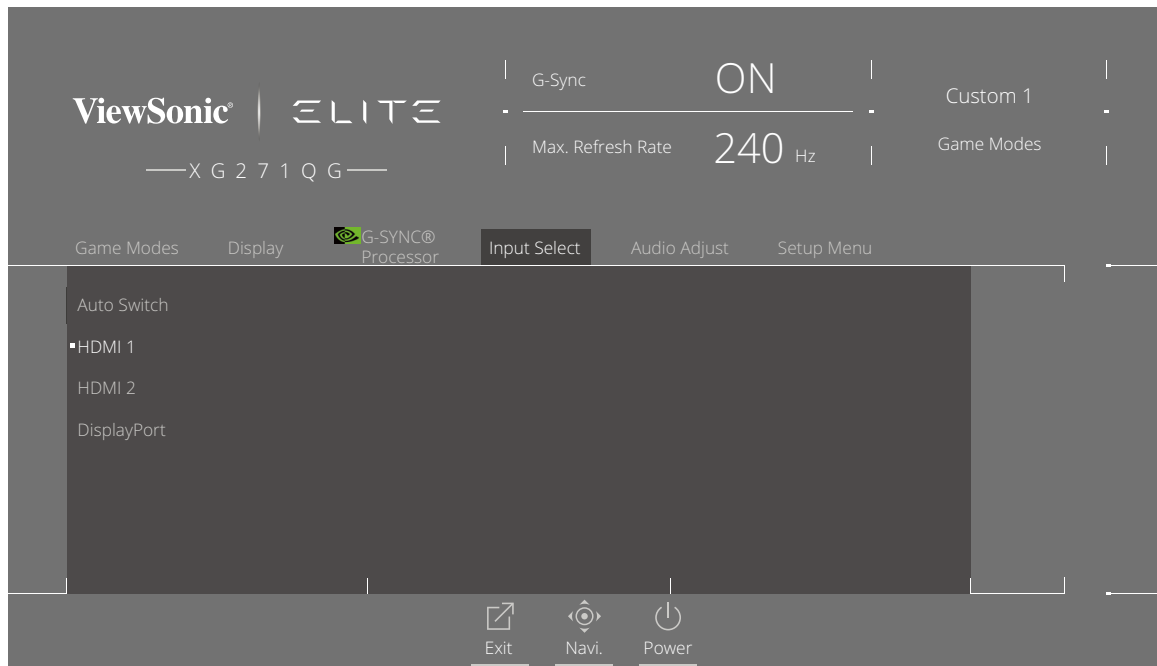 ViewSonic®
ELITE
XG271QG
G-Sync ON
Max. Refresh Rate 240 Hz
Custom 1
Game Modes
Game Modes Display G-SYNC® Processor Input Select Audio Adjust Setup Menu
Auto Switch
HDMI 1
HDMI 2
DisplayPort
Exit Navi. Power